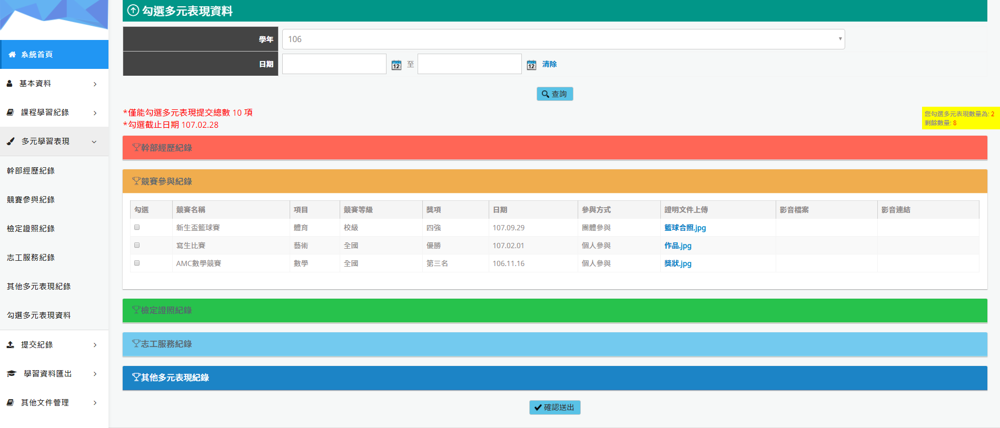 勾選多元表現資料
學年
106
日期
12
至
12
清除
查詢
*僅能勾選多元表現提交總數 10 項
*勾選截止日期 107.02.28
您勾選多元表現數量為: 2
剩餘數量: 8
系統首頁
基本資料
課程學習紀錄
多元學習表現
幹部經歷紀錄
競賽參與紀錄
檢定證照紀錄
志工服務紀錄
其他多元表現紀錄
勾選多元表現資料
提交紀錄
學習資料匯出
其他文件管理
幹部經歷紀錄
競賽參與紀錄
勾選 競賽名稱 項目 競賽等級 獎項 日期 參與方式 證明文件上傳 影音檔案 影音連結
新生盃籃球賽 體育 校級 四強 107.09.29 團體參與 籃球合照.jpg
寫生比賽 藝術 全國 優勝 107.02.01 個人參與 作品.jpg
AMC數學競賽 數學 全國 第三名 106.11.16 個人參與 獎狀.jpg
檢定證照紀錄
志工服務紀錄
其他多元表現紀錄
確認送出